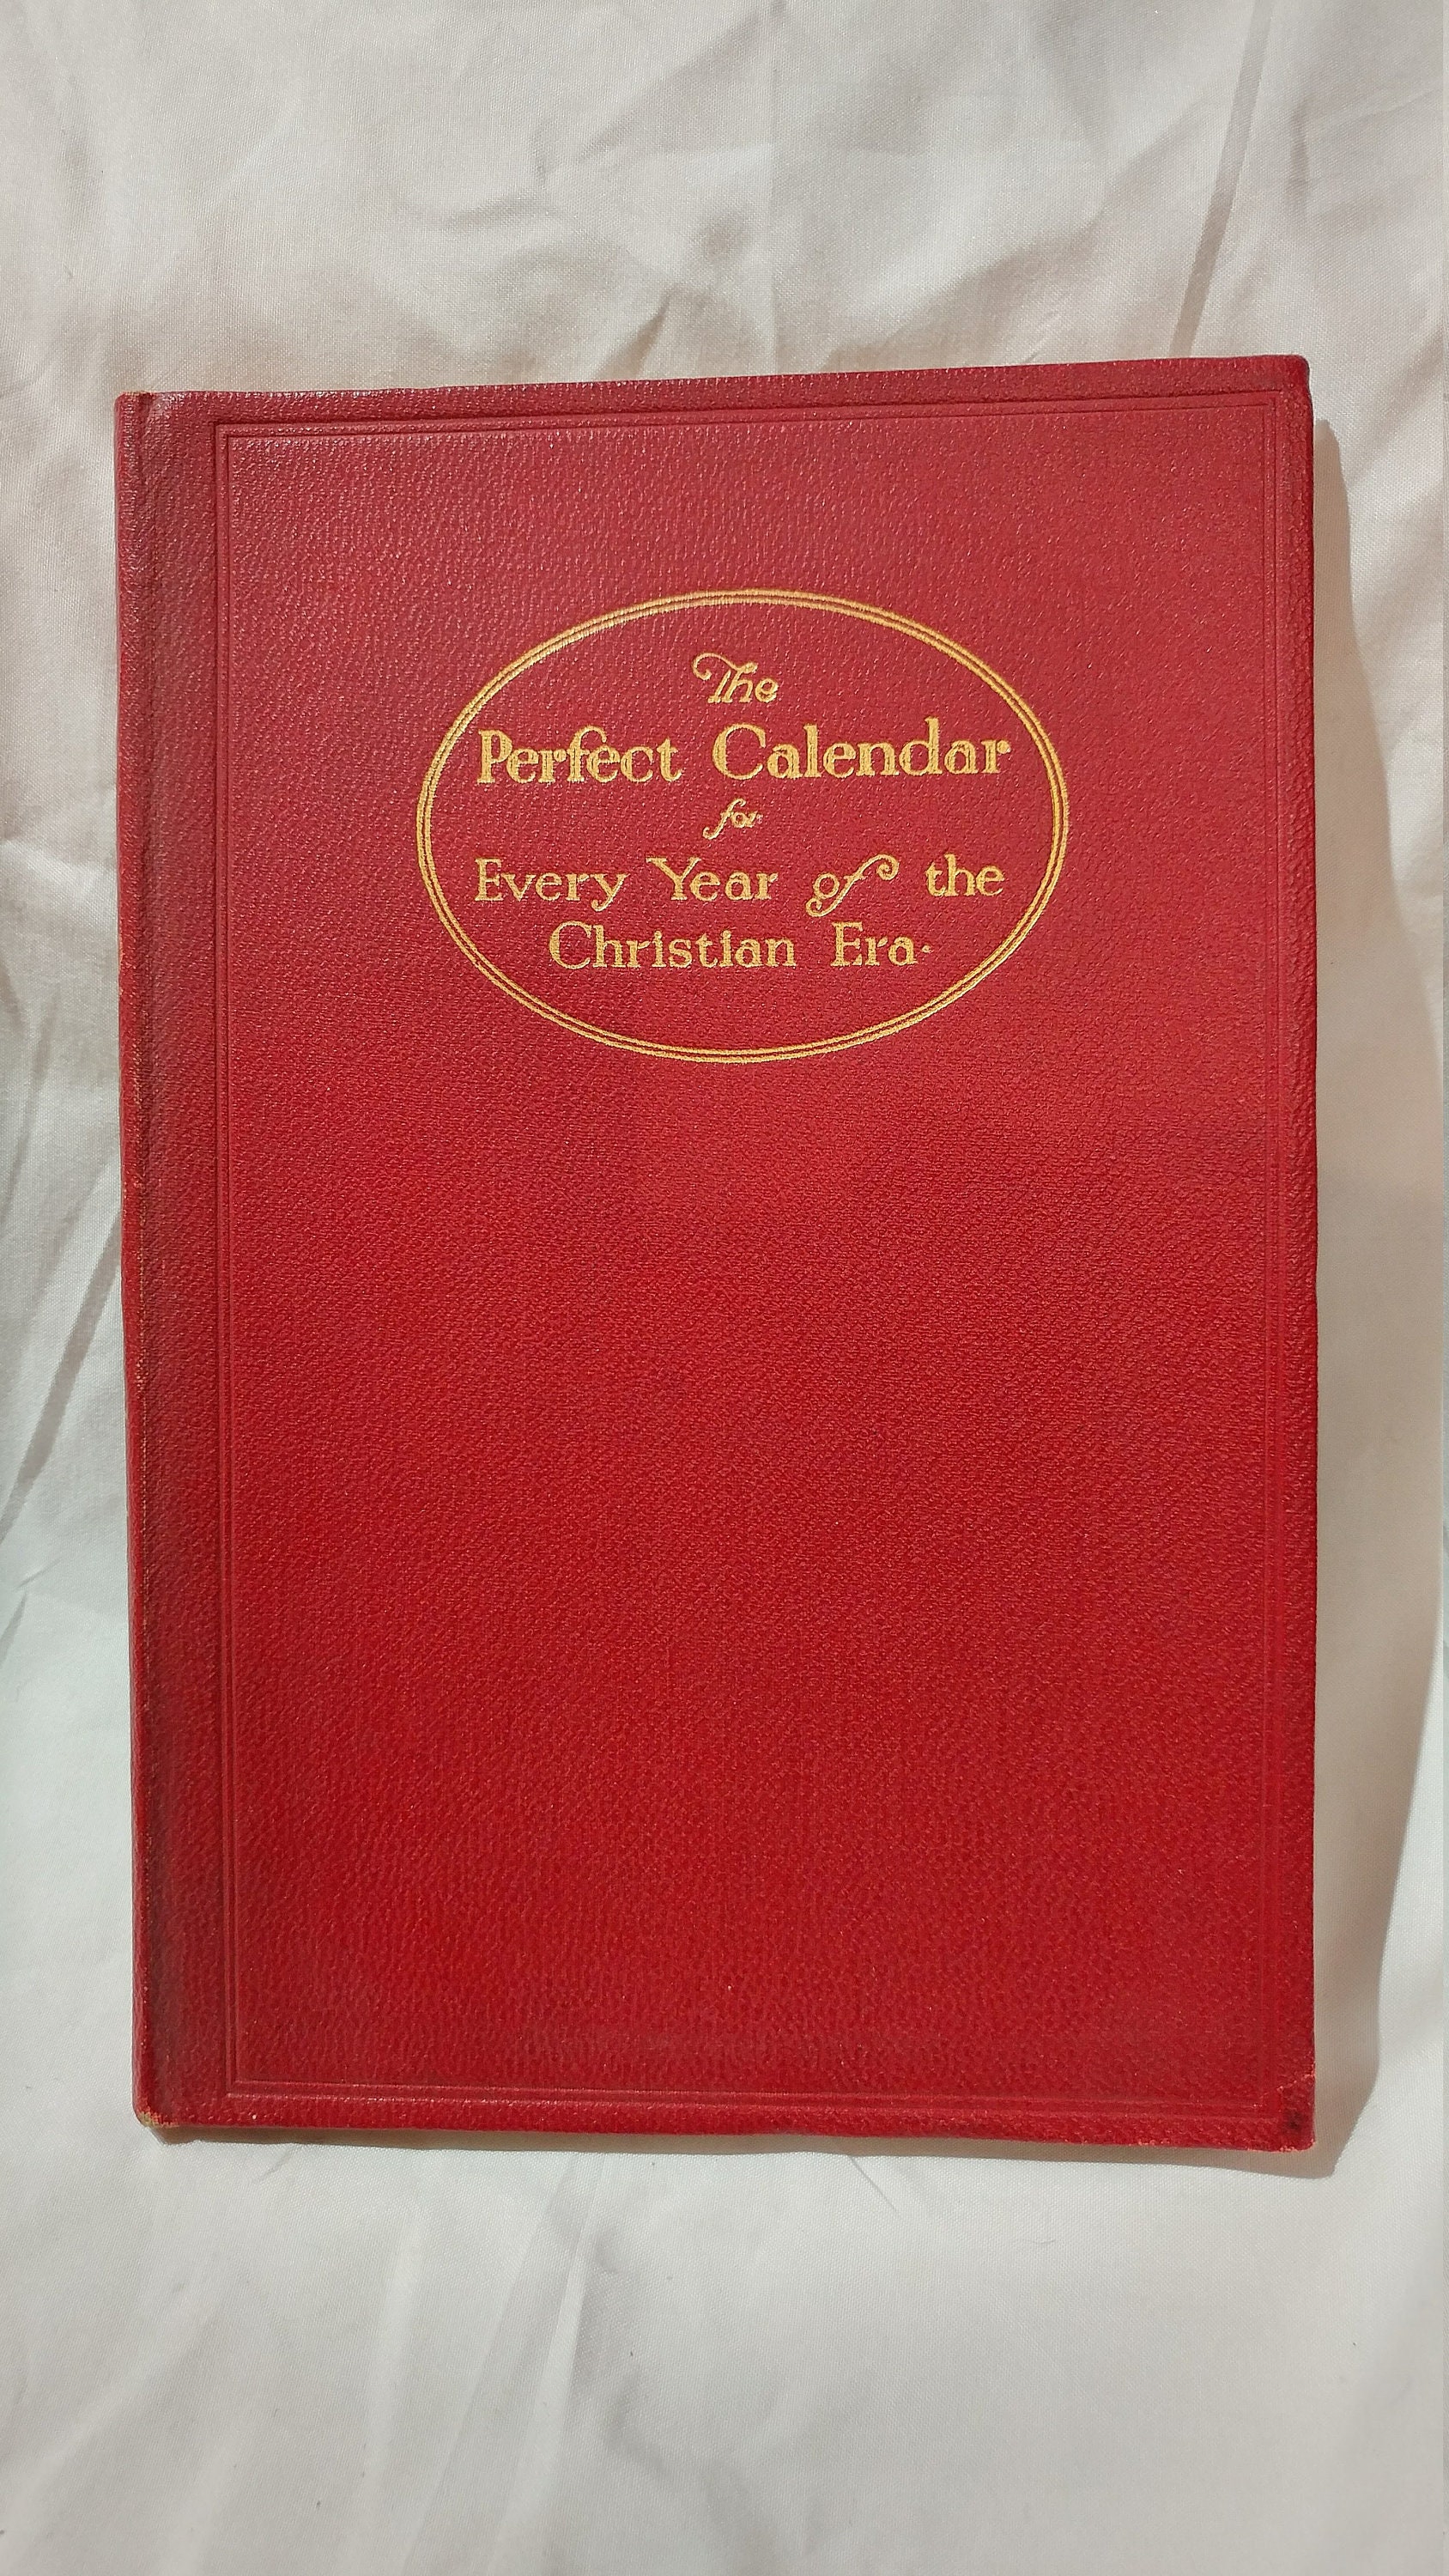 The
Perfect Calendar
for
Every Year of the
Christian Era.